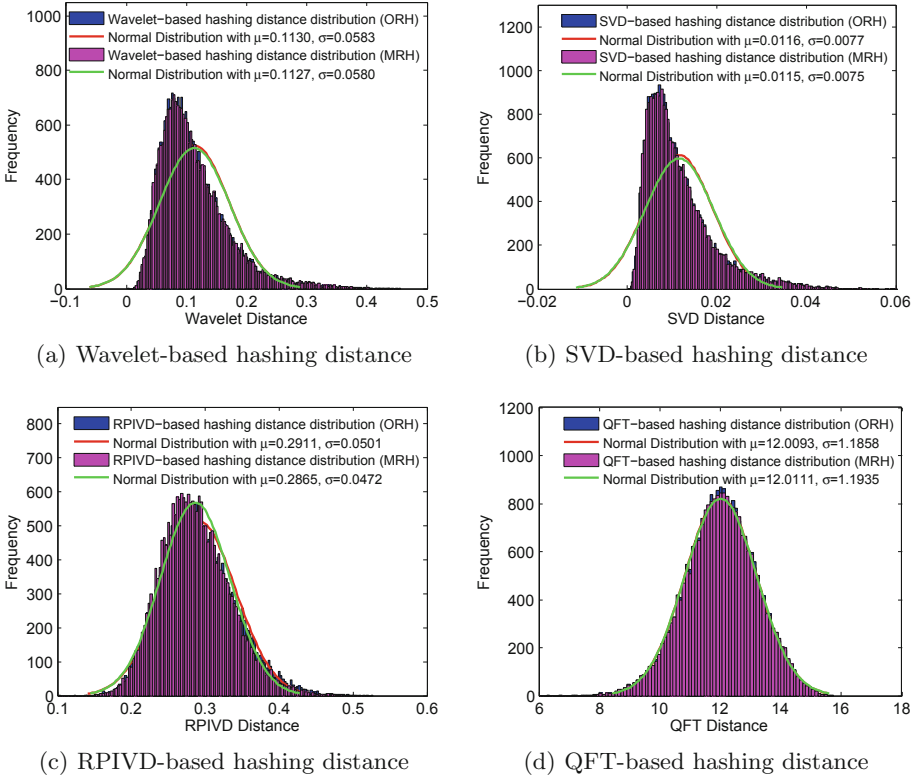 1000
800
600
400
200
0
Frequency
Wavelet-based hashing distance distribution (ORH)
Normal Distribution with μ=0.1130, σ=0.0583
Wavelet-based hashing distance distribution (MRH)
Normal Distribution with μ=0.1127, σ=0.0580
−0.1 0 0.1 0.2 0.3 0.4 0.5
Wavelet Distance
(a) Wavelet-based hashing distance
1200
1000
800
600
400
200
0
Frequency
SVD-based hashing distance distribution (ORH)
Normal Distribution with μ=0.0116, σ=0.0077
SVD-based hashing distance distribution (MRH)
Normal Distribution with μ=0.0115, σ=0.0075
−0.02 0 0.02 0.04 0.06
SVD Distance
(b) SVD-based hashing distance
800
700
600
500
400
300
200
100
0
Frequency
RPIVD-based hashing distance distribution (ORH)
Normal Distribution with μ=0.2911, σ=0.0501
RPIVD-based hashing distance distribution (MRH)
Normal Distribution with μ=0.2865, σ=0.0472
0.1 0.2 0.3 0.4 0.5 0.6
RPIVD Distance
(c) RPIVD-based hashing distance
1200
1000
800
600
400
200
0
Frequency
QFT-based hashing distance distribution (ORH)
Normal Distribution with μ=12.0093, σ=1.1858
QFT-based hashing distance distribution (MRH)
Normal Distribution with μ=12.0111, σ=1.1935
6 8 10 12 14 16 18
QFT Distance
(d) QFT-based hashing distance